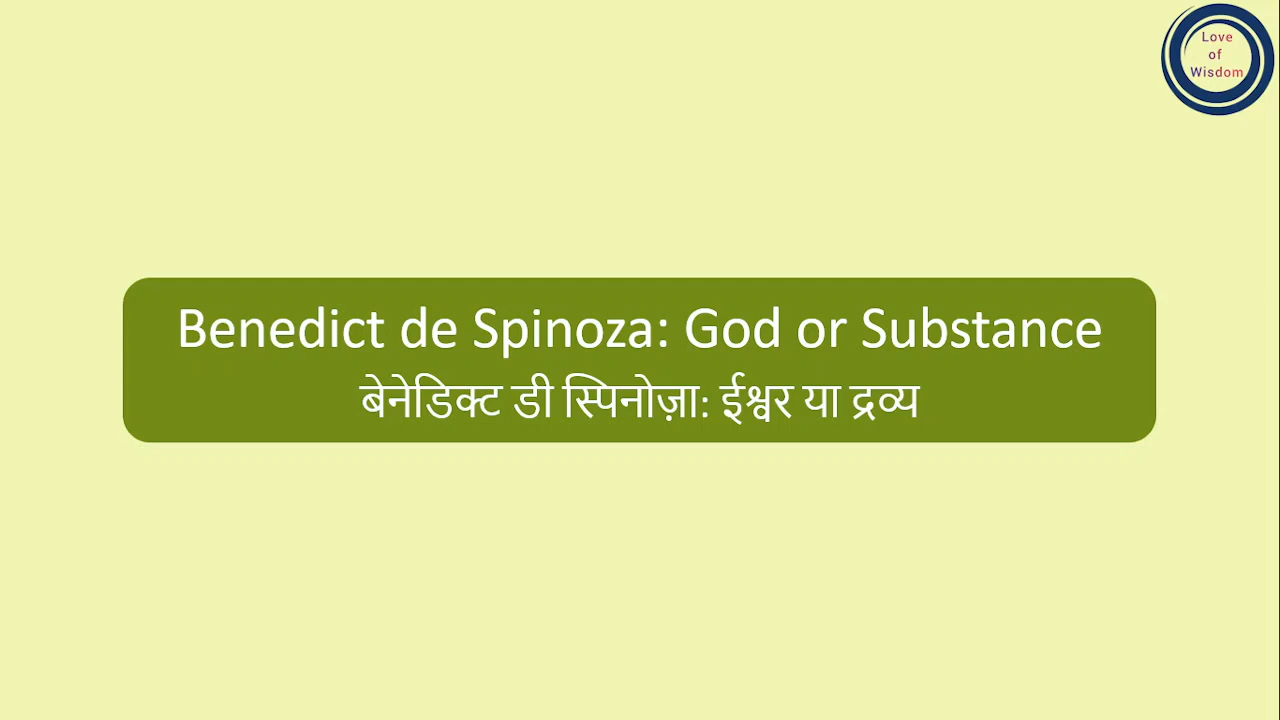 Love
of
Wisdom
Benedict de Spinoza: God or Substance
बेनेडिक्ट डी स्पिनोज़ा: ईश्वर या द्रव्य